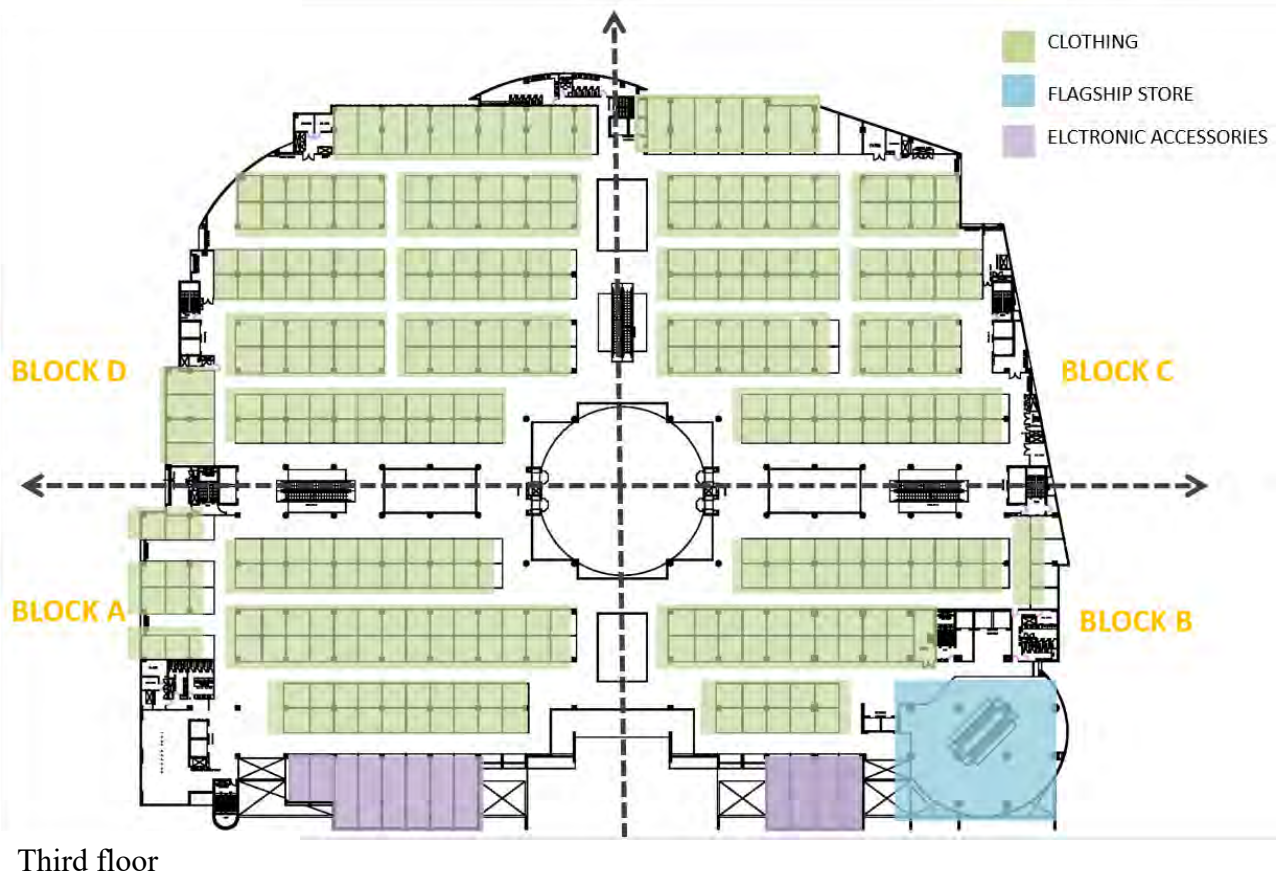 CLOTHING
FLAGSHIP STORE
ELCTRONIC ACCESSORIES
BLOCK D
BLOCK C
BLOCK A
BLOCK B
Third floor